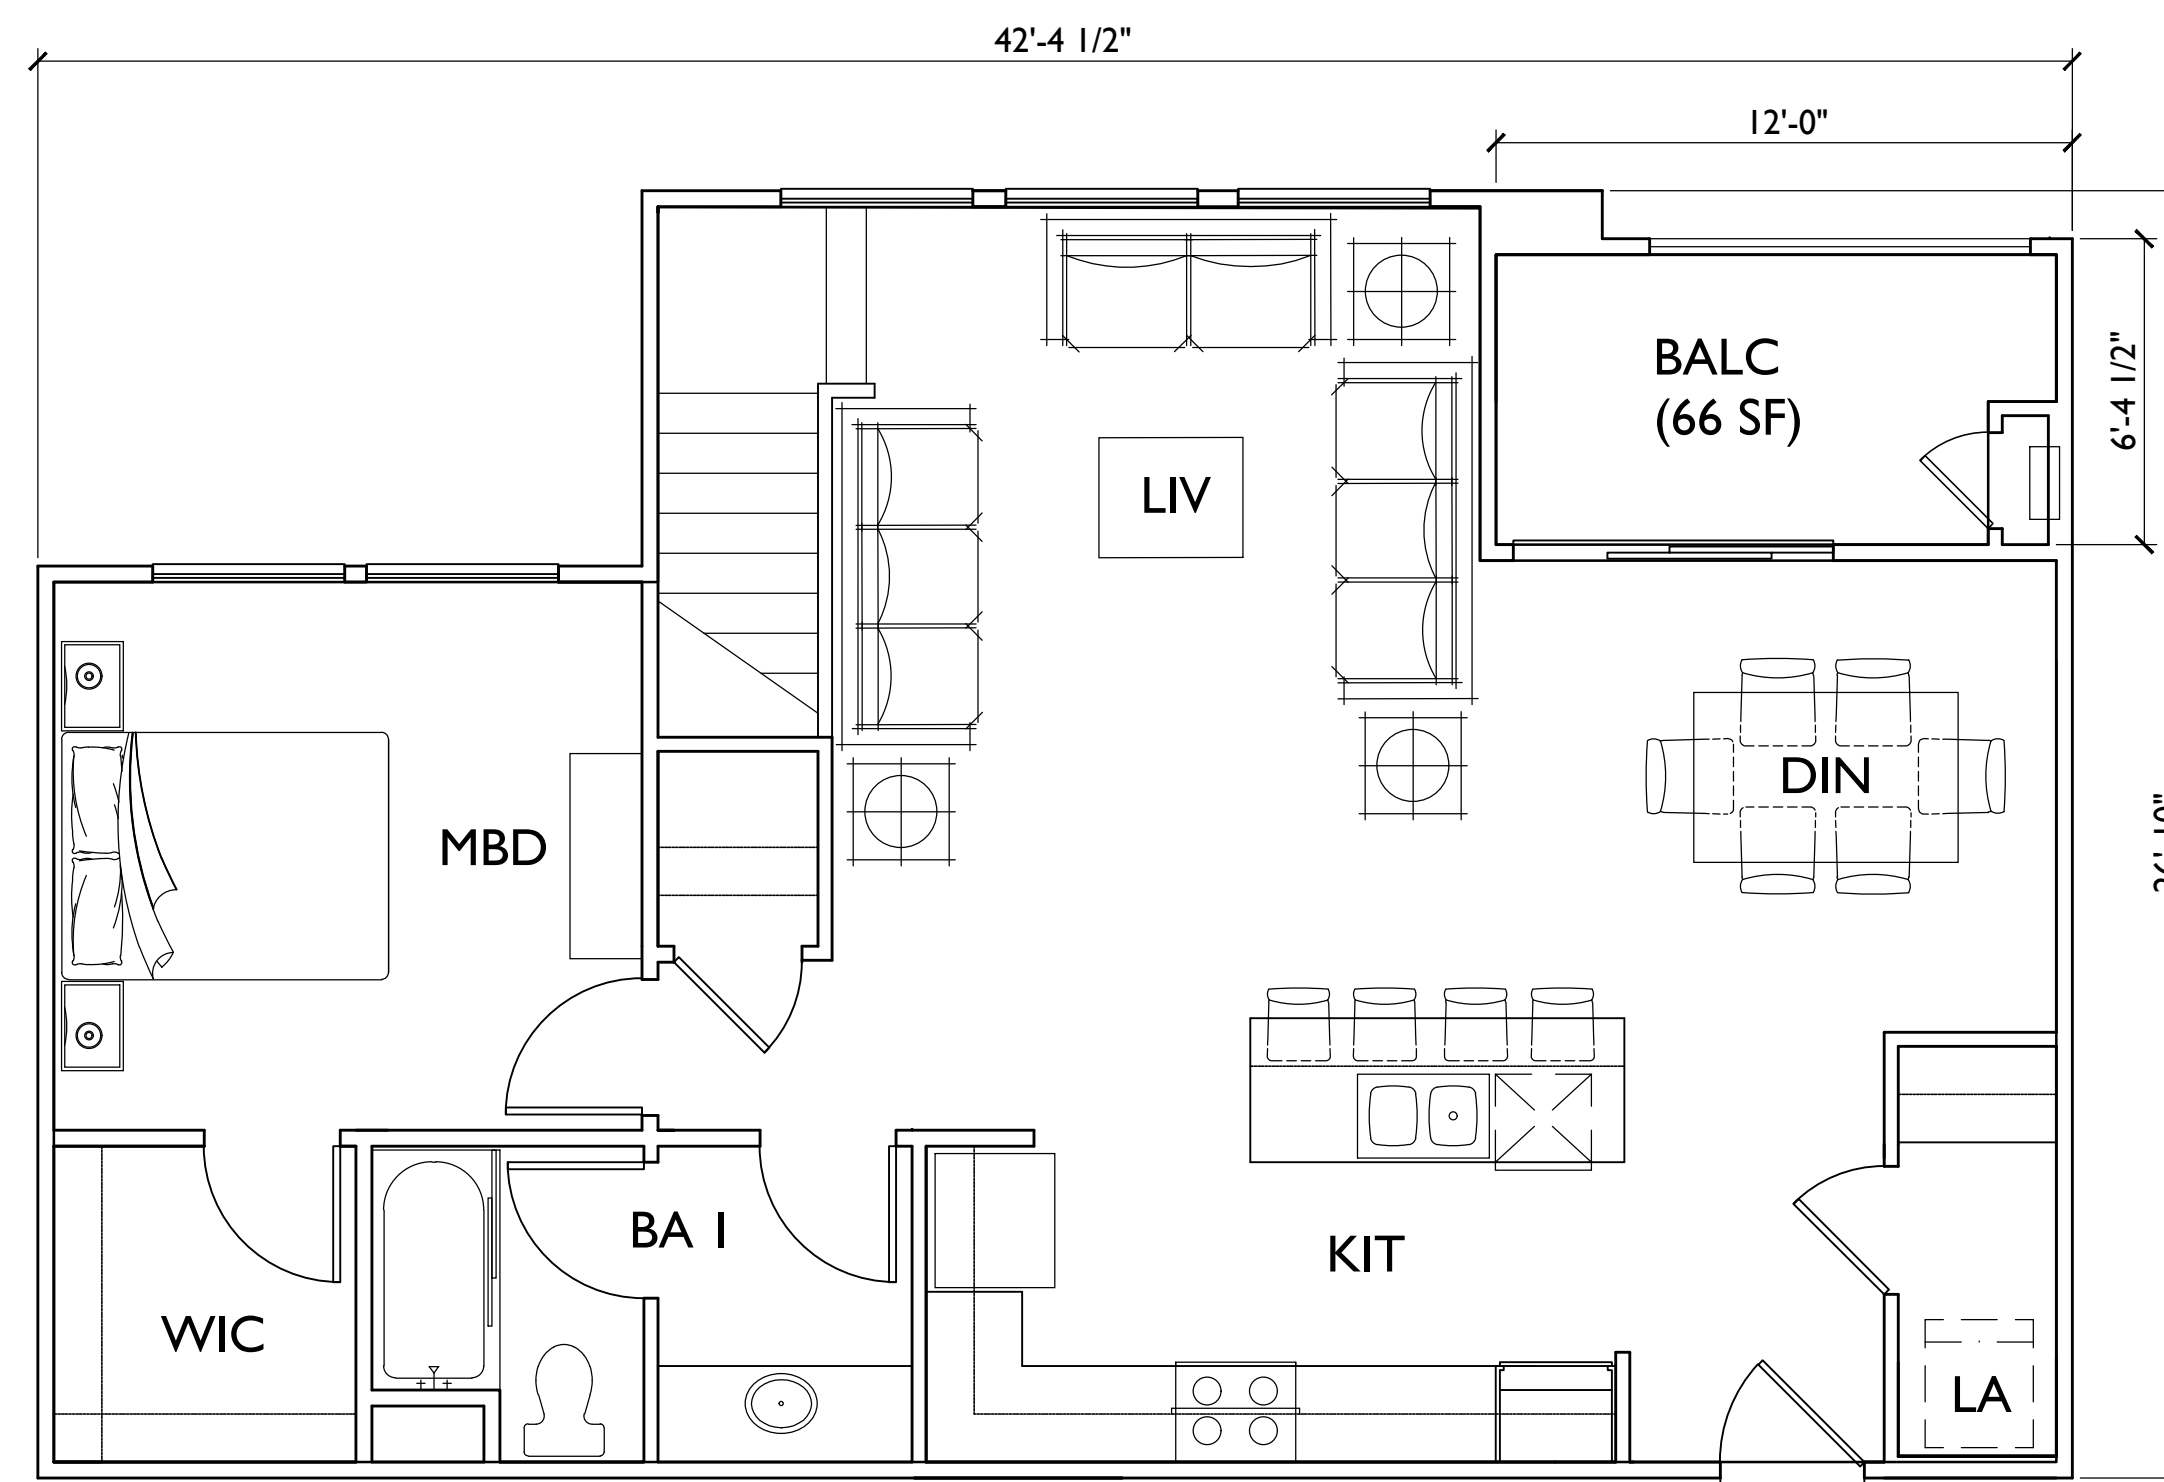 42'-4 1/2"
12'-0"
BALC
(66 SF)
6'-4 1/2"
LIV
DIN
MBD
BA 1
KIT
WIC
LA